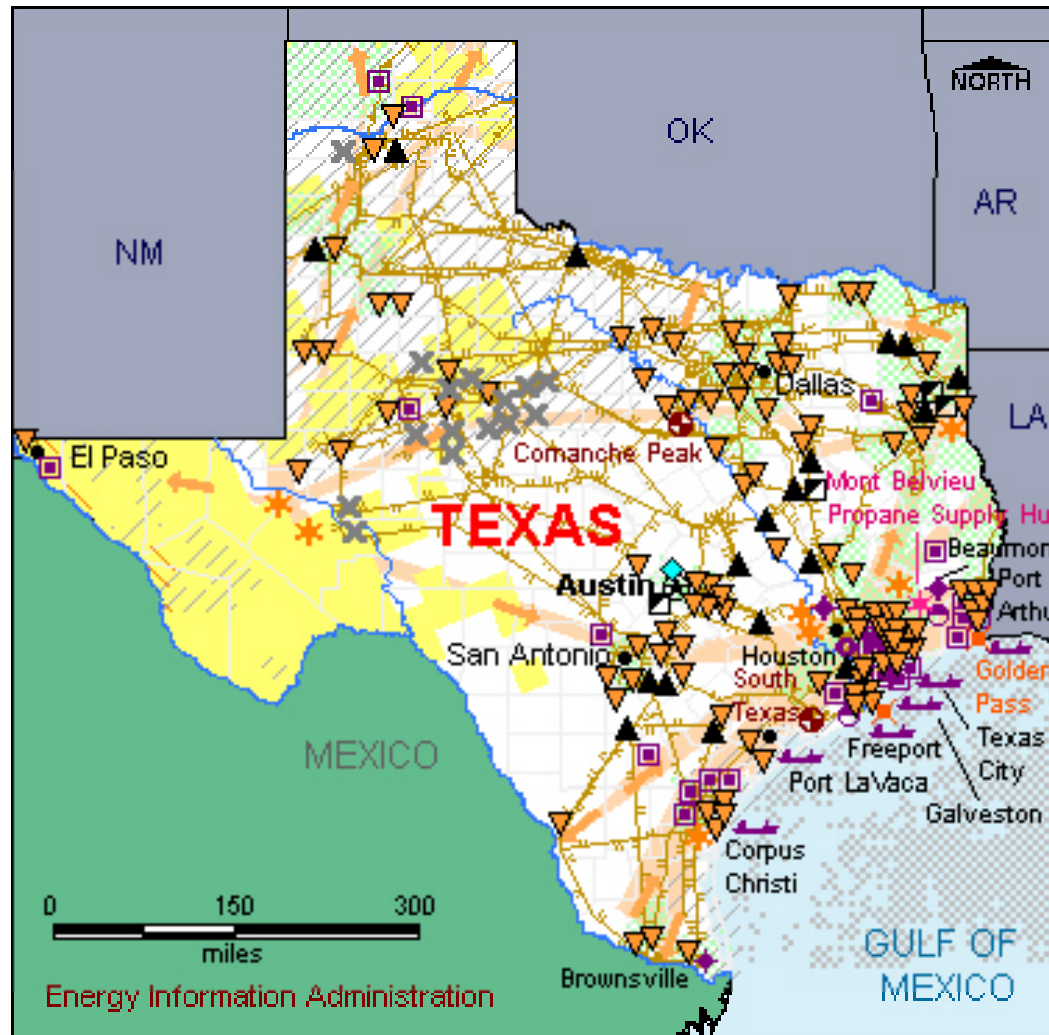 NORTH
OK
AR
NM
LA
Dallas
El Paso
Comanche Peak
Mont Belvieu
Propane Supply Hu
TEXAS
Beaumon
Port
Arthu
Austin
San Antonio
Houston
South
Texas
Golden
Pass
MEXICO
Freeport
Texas
City
Port LaVaca
Galveston
Corpus
Christi
0 150 300
miles
GULF OF
MEXICO
Brownsville
Energy Information Administration